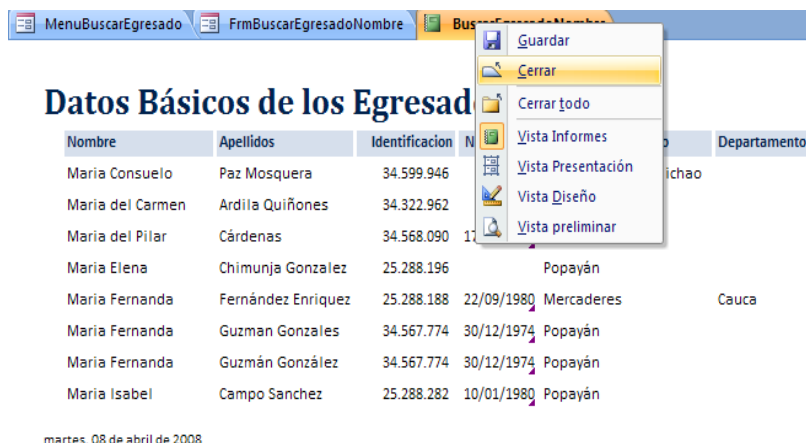 MenuBuscarEgresado FrmBuscarEgresadoNombre BuscarEgresadoNombre
Guardar
Cerrar
Cerrar todo
Vista Informes
Vista Presentación
Vista Diseño
Vista preliminar
Datos Básicos de los Egresad
Nombre Apellidos Identificacion N Departamento
Maria Consuelo Paz Mosquera 34.599.946 ichao
Maria del Carmen Ardila Quiñones 34.322.962
Maria del Pilar Cárdenas 34.568.090 17
Maria Elena Chimunja Gonzalez 25.288.196 Popayán
Maria Fernanda Fernández Enriquez 25.288.188 22/09/1980 Mercaderes Cauca
Maria Fernanda Guzman Gonzales 34.567.774 30/12/1974 Popayán
Maria Fernanda Guzmán González 34.567.774 30/12/1974 Popayán
Maria Isabel Campo Sanchez 25.288.282 10/01/1980 Popayán
martes, 08 de abril de 2008